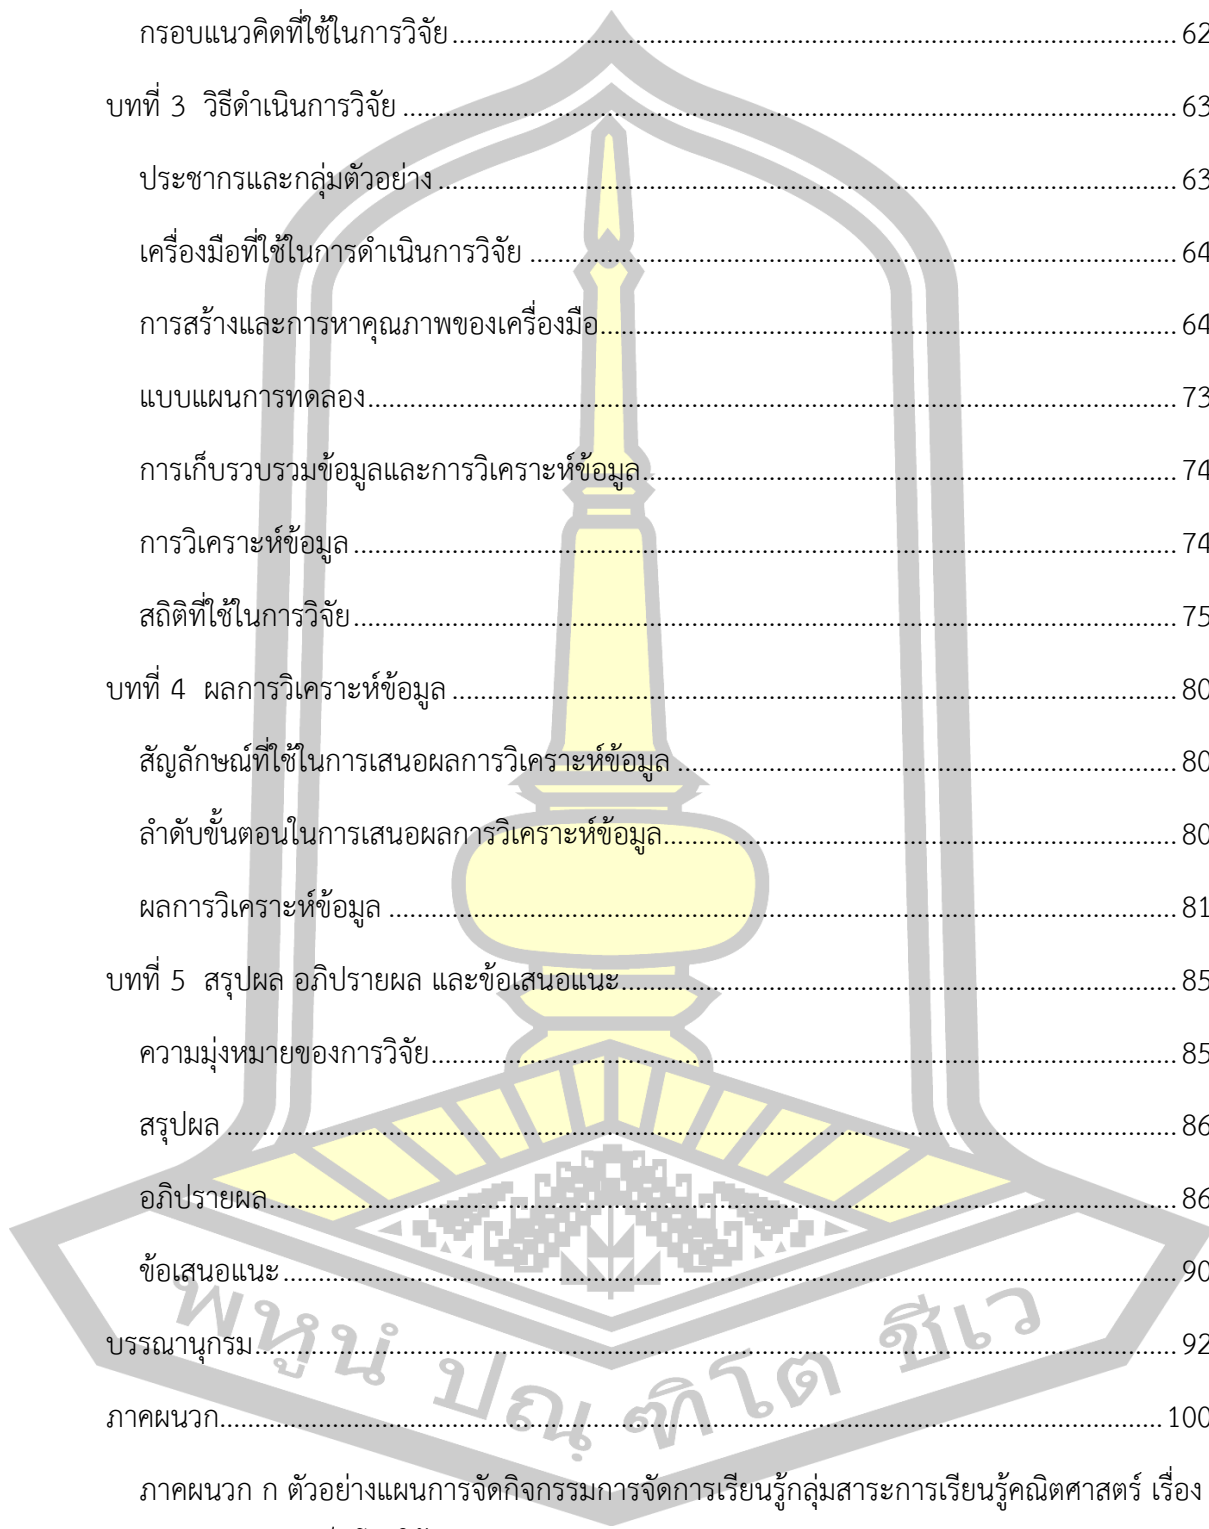 กรอบแนวคิดที่ใช้ในการวิจัย 62
บทที่ 3 วิธีดำเนินการวิจัย 63
ประชากรและกลุ่มตัวอย่าง 63
เครื่องมือที่ใช้ในการดำเนินการวิจัย 64
การสร้างและการหาคุณภาพของเครื่องมือ 64
แบบแผนการทดลอง 73
การเก็บรวบรวมข้อมูลและการวิเคราะห์ข้อมูล 74
การวิเคราะห์ข้อมูล 74
สถิติที่ใช้ในการวิจัย 75
บทที่ 4 ผลการวิเคราะห์ข้อมูล 80
สัญลักษณ์ที่ใช้ในการเสนอผลการวิเคราะห์ข้อมูล 80
ลำดับขั้นตอนในการเสนอผลการวิเคราะห์ข้อมูล 80
ผลการวิเคราะห์ข้อมูล 81
บทที่ 5 สรุปผล อภิปรายผล และข้อเสนอแนะ 85
ความมุ่งหมายของการวิจัย 85
สรุปผล 86
อภิปรายผล 86
ข้อเสนอแนะ 90
บรรณานุกรม 92
ภาคผนวก 100
ภาคผนวก ก ตัวอย่างแผนการจัดกิจกรรมการจัดการเรียนรู้กลุ่มสาระการเรียนรู้คณิตศาสตร์ เรื่อง
พหูนํ ปณฺฑิโต ชีเว